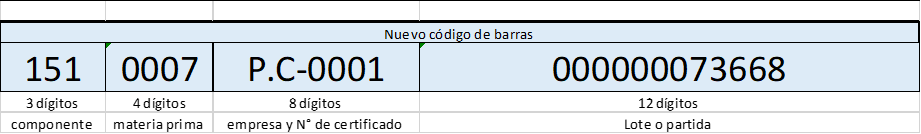 Nuevo código de barras
151 0007 P.C-0001 000000073668
3 dígitos 4 dígitos 8 dígitos 12 dígitos
componente materia prima empresa y N° de certificado Lote o partida